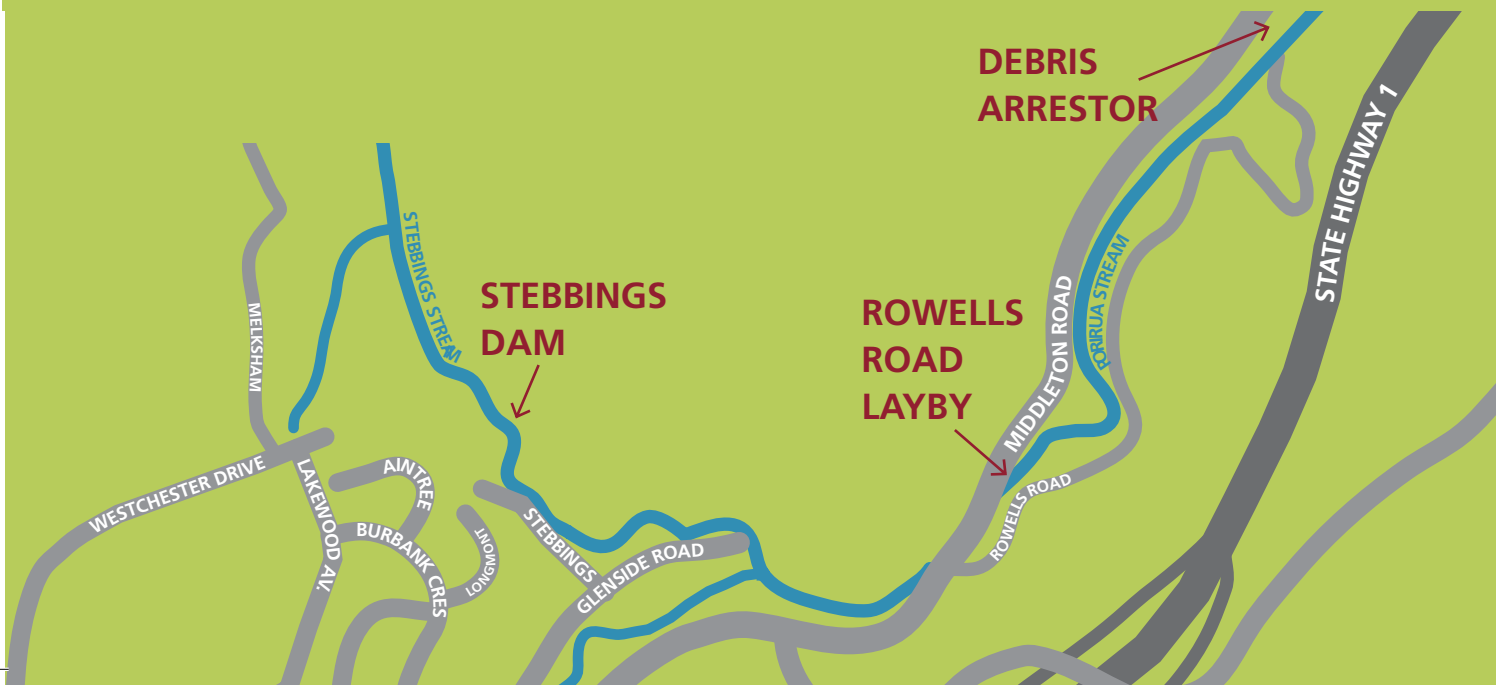 DEBRIS
ARRESTOR
STATE HIGHWAY 1
STEBBINGS STREAM
PORIRUA STREAM
STEBBINGS
DAM
ROWELLS
ROAD
LAYBY
MIDDLETON ROAD
MELKSHAM
WESTCHESTER DRIVE
LAKEWOOD AV.
AINTREE
BURBANK CRES
LONGMONT
STEBBINGS
GLENSIDE ROAD
ROWELLS ROAD